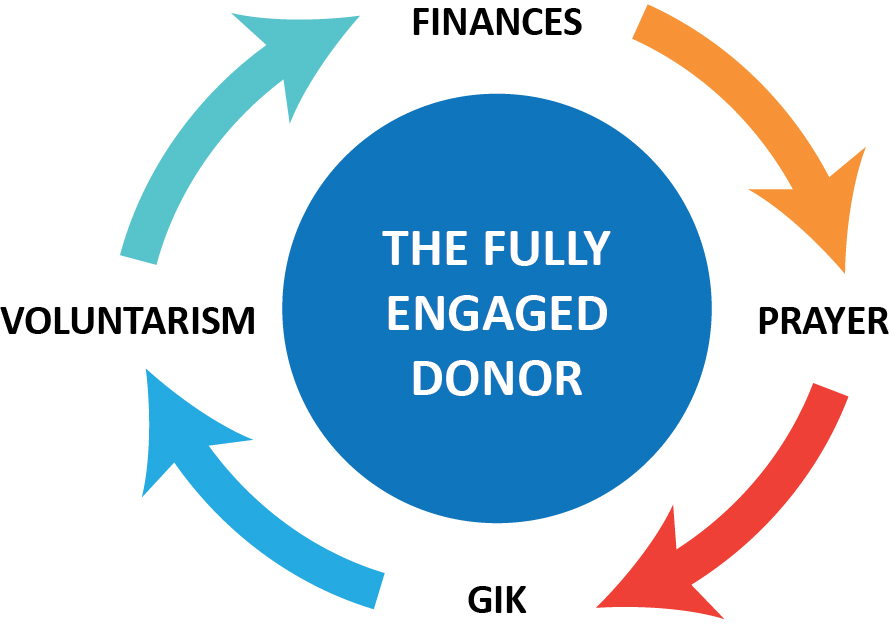 FINANCES
THE FULLY
ENGAGED
DONOR
VOLUNTARISM
PRAYER
GIK